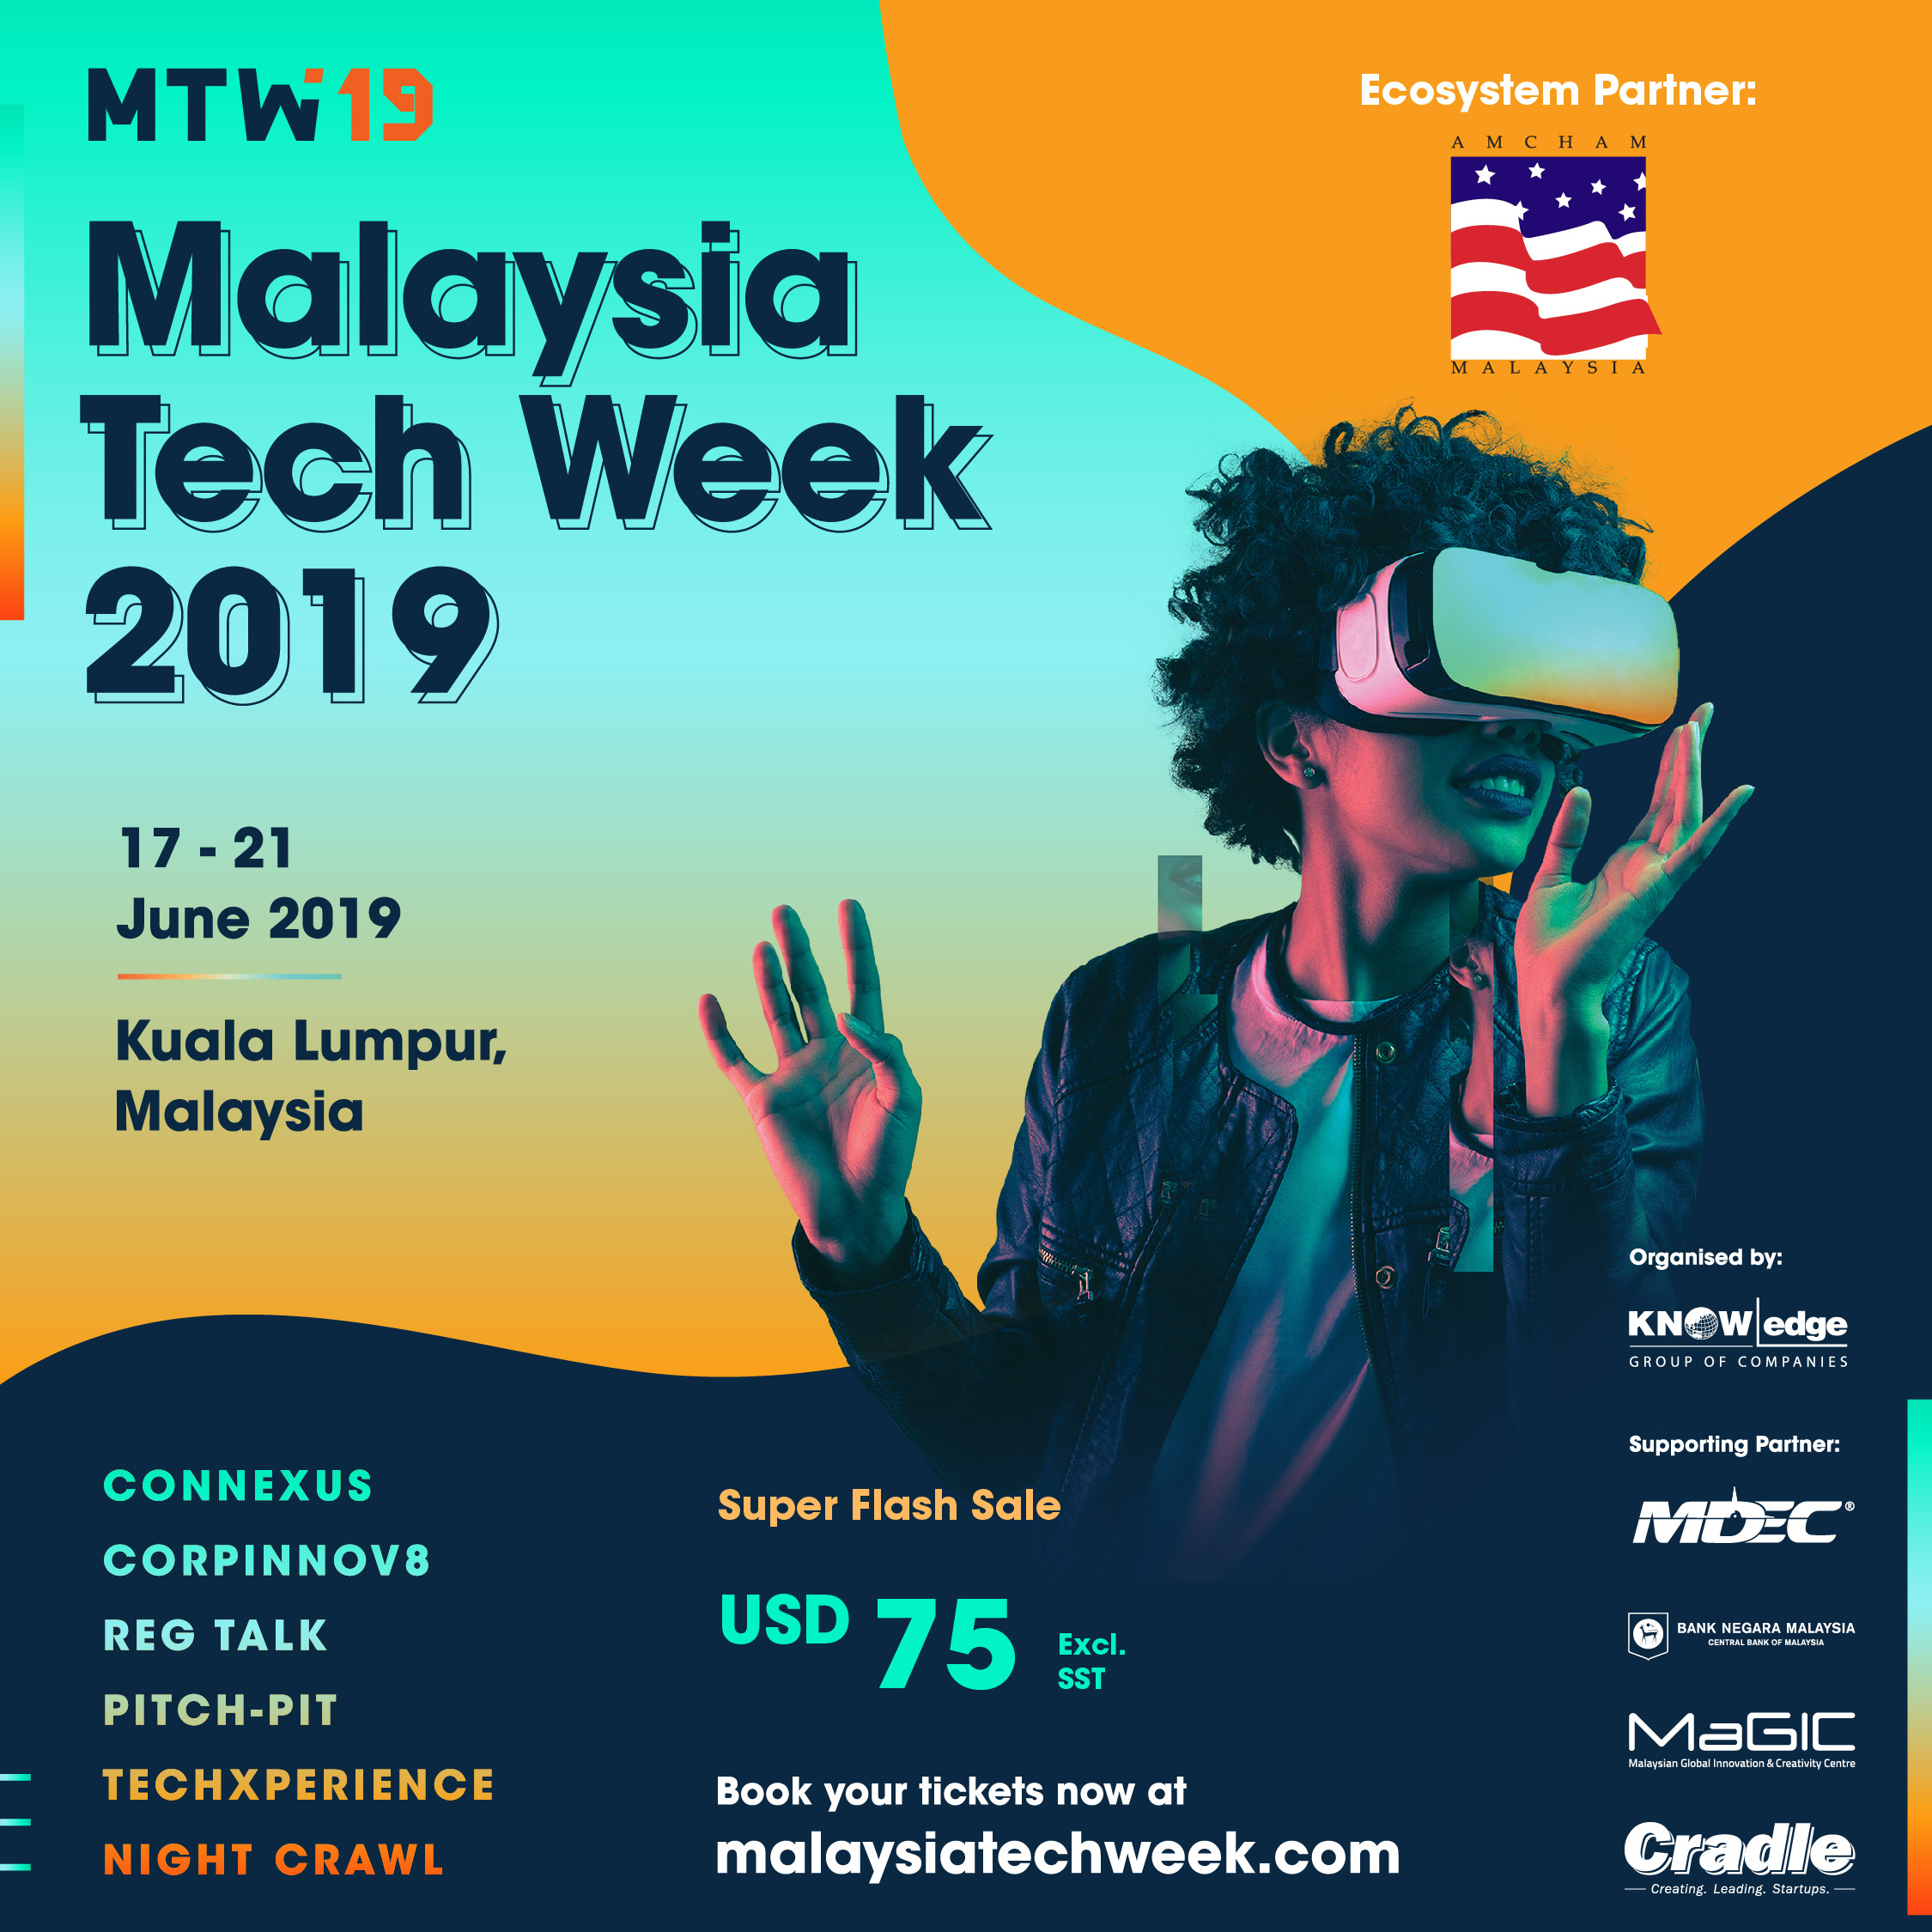 MTW19
Malaysia
Tech Week
2019
17 - 21
June 2019
Kuala Lumpur,
Malaysia
Ecosystem Partner:
AMCHAM
MALAYSIA
CONNEXUS
CORPINNOV8
REG TALK
PITCH-PIT
TECHXPERIENCE
NIGHT CRAWL
Super Flash Sale
USD 75 Excl.
SST
Book your tickets now at
malaysiatechweek.com
Organised by:
KNOWledge
GROUP OF COMPANIES
Supporting Partner:
MDEC®
BANK NEGARA MALAYSIA
CENTRAL BANK OF MALAYSIA
MaGIC
Malaysian Global Innovation & Creativity Centre
Cradle
Creating. Leading. Startups.